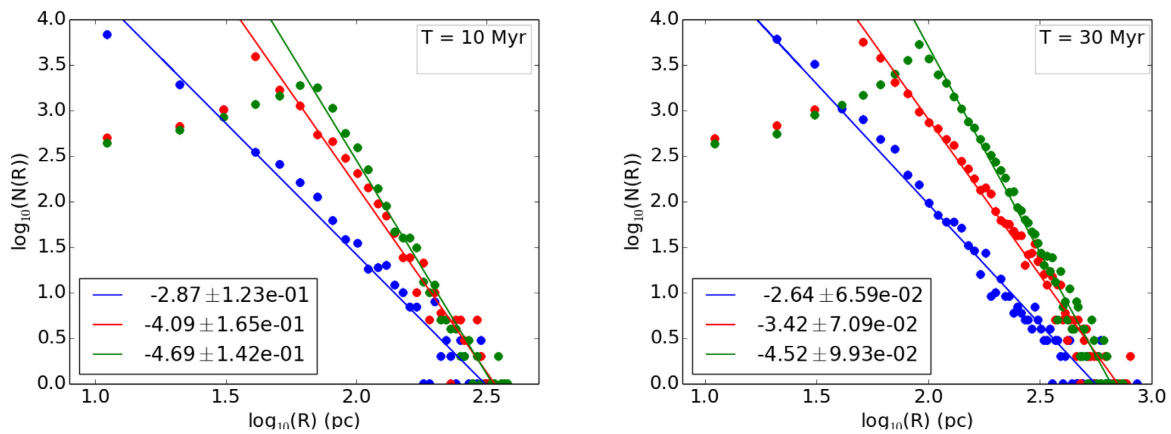 4.0
3.5
3.0
2.5
2.0
1.5
1.0
0.5
0.0
log₁₀(N(R))
T = 10 Myr
-2.87±1.23e-01
-4.09±1.65e-01
-4.69±1.42e-01
1.0 1.5 2.0 2.5
log₁₀(R) (pc)
4.0
3.5
3.0
2.5
2.0
1.5
1.0
0.5
0.0
log₁₀(N(R))
T = 30 Myr
-2.64±6.59e-02
-3.42±7.09e-02
-4.52±9.93e-02
1.0 1.5 2.0 2.5 3.0
log₁₀(R) (pc)